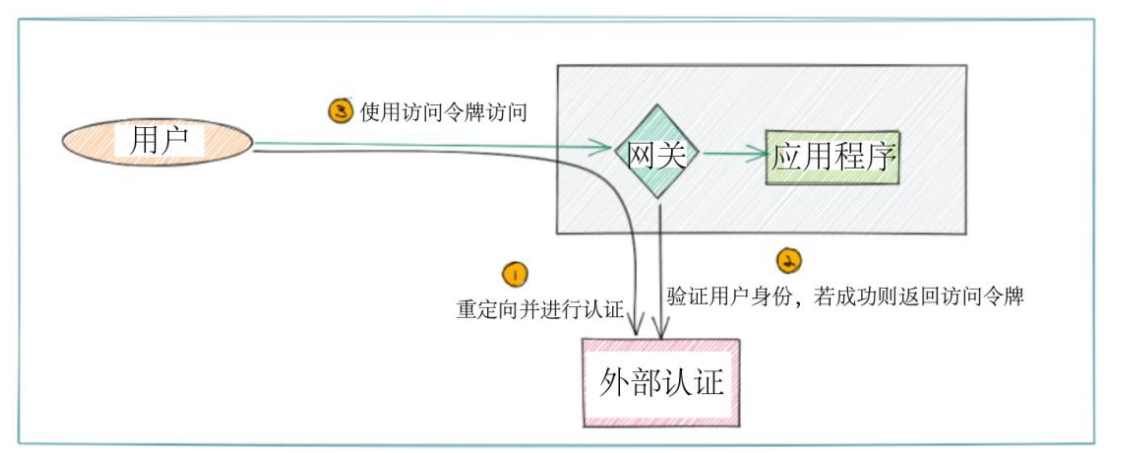 ③ 使用访问令牌访问
用户
网关
应用程序
②
① 
验证用户身份，若成功则返回访问令牌
重定向并进行认证
外部认证